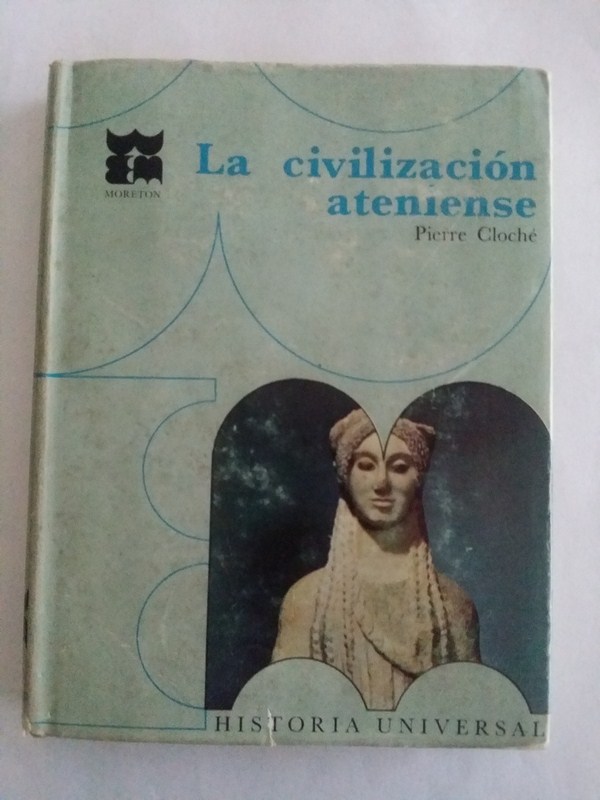 MORETON
La civilización
ateniense
Pierre Cloché
HISTORIA UNIVERSAL